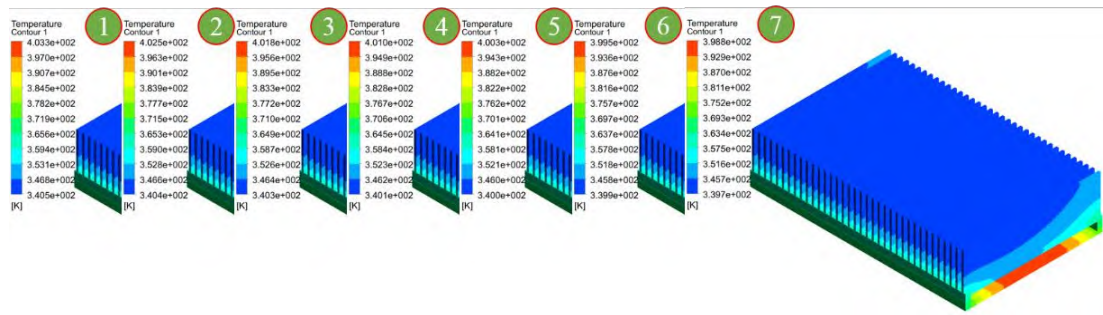 1
Temperature
Contour 1
4.033e+002
3.970e+002
3.907e+002
3.845e+002
3.782e+002
3.719e+002
3.656e+002
3.594e+002
3.531e+002
3.468e+002
3.405e+002
[K]
2
Temperature
Contour 1
4.025e+002
3.963e+002
3.901e+002
3.839e+002
3.777e+002
3.715e+002
3.653e+002
3.590e+002
3.528e+002
3.466e+002
3.404e+002
[K]
3
Temperature
Contour 1
4.018e+002
3.956e+002
3.895e+002
3.833e+002
3.772e+002
3.710e+002
3.649e+002
3.587e+002
3.526e+002
3.464e+002
3.403e+002
[K]
4
Temperature
Contour 1
4.010e+002
3.949e+002
3.888e+002
3.828e+002
3.767e+002
3.706e+002
3.645e+002
3.584e+002
3.523e+002
3.462e+002
3.401e+002
[K]
5
Temperature
Contour 1
4.003e+002
3.943e+002
3.882e+002
3.822e+002
3.762e+002
3.701e+002
3.641e+002
3.581e+002
3.521e+002
3.460e+002
3.400e+002
[K]
6
Temperature
Contour 1
3.995e+002
3.936e+002
3.876e+002
3.816e+002
3.757e+002
3.697e+002
3.637e+002
3.578e+002
3.518e+002
3.458e+002
3.399e+002
[K]
7
Temperature
Contour 1
3.988e+002
3.929e+002
3.870e+002
3.811e+002
3.752e+002
3.693e+002
3.634e+002
3.575e+002
3.516e+002
3.457e+002
3.397e+002
[K]